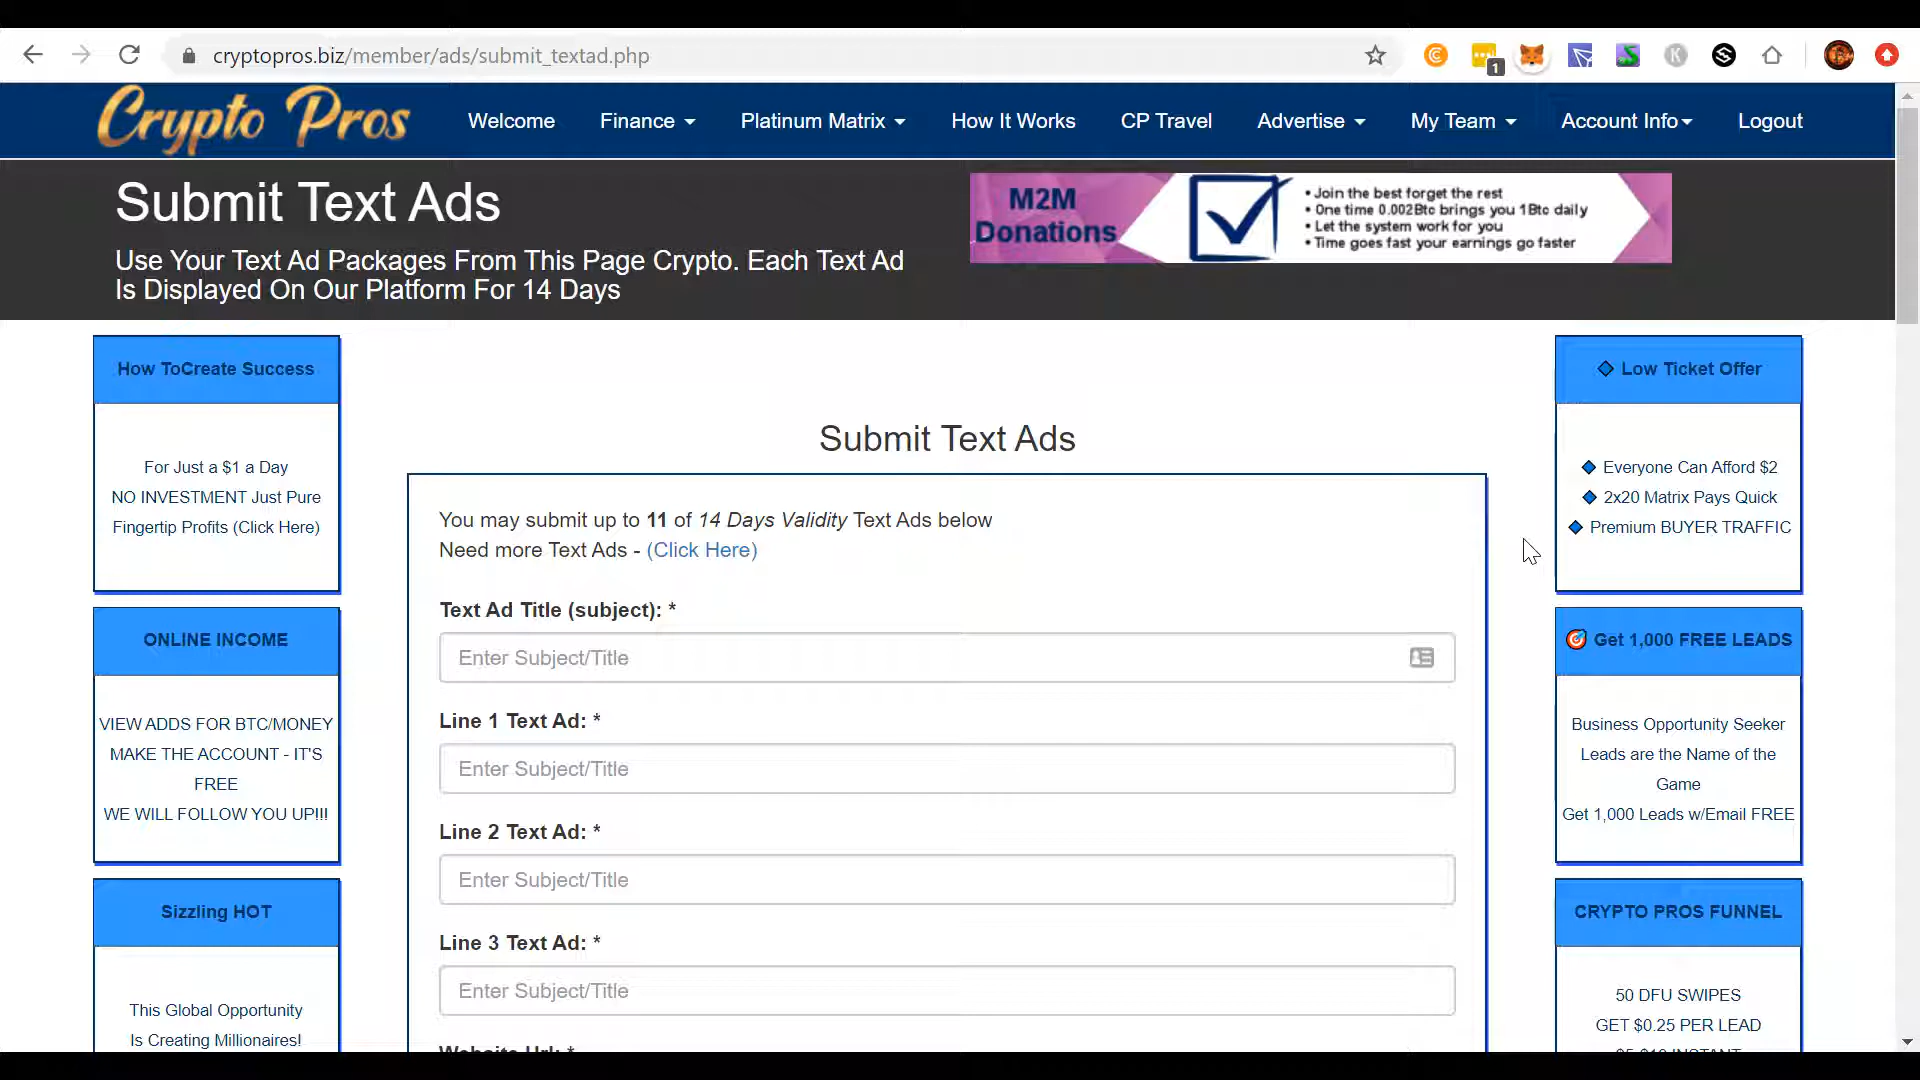 cryptopros.biz/member/ads/submit_textad.php
1
Crypto Pros
Welcome
Finance
Platinum Matrix
How It Works
CP Travel
Advertise
My Team
Account Info
Logout
Submit Text Ads
Use Your Text Ad Packages From This Page Crypto. Each Text Ad
Is Displayed On Our Platform For 14 Days
M2M
Donations
• Join the best forget the rest
• One time 0.002Btc brings you 1Btc daily
• Let the system work for you
• Time goes fast your earnings go faster
How ToCreate Success
For Just a $1 a Day
NO INVESTMENT Just Pure
Fingertip Profits (Click Here)
ONLINE INCOME
VIEW ADDS FOR BTC/MONEY
MAKE THE ACCOUNT - IT'S
FREE
WE WILL FOLLOW YOU UP!!!
Sizzling HOT
This Global Opportunity
Is Creating Millionaires!
Submit Text Ads
You may submit up to 11 of 14 Days Validity Text Ads below
Need more Text Ads - (Click Here)
Text Ad Title (subject): *
Enter Subject/Title
Line 1 Text Ad: *
Enter Subject/Title
Line 2 Text Ad: *
Enter Subject/Title
Line 3 Text Ad: *
Enter Subject/Title
Website Url: *
Low Ticket Offer
Everyone Can Afford $2
2x20 Matrix Pays Quick
Premium BUYER TRAFFIC
Get 1,000 FREE LEADS
Business Opportunity Seeker
Leads are the Name of the
Game
Get 1,000 Leads w/Email FREE
CRYPTO PROS FUNNEL
50 DFU SWIPES
GET $0.25 PER LEAD